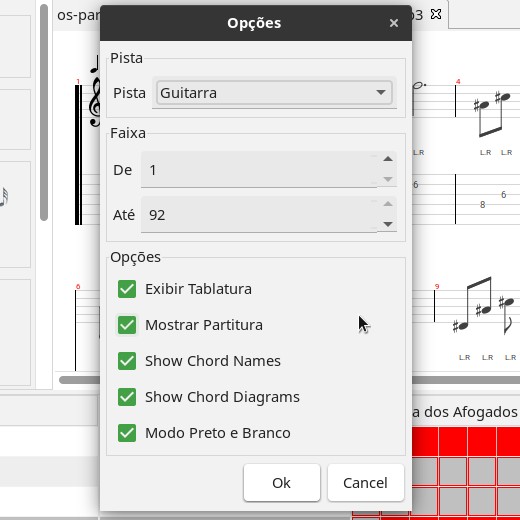 os-par
Opções
p3
Pista
Pista Guitarra
1
4
L.R
L.R L.R
Faixa
De 1
6
6
8
Até 92
Opções
Exibir Tablatura
6
9
Mostrar Partitura
Show Chord Names
L.R L.R L.R
Show Chord Diagrams
a dos Afogados
Modo Preto e Branco
Ok Cancel